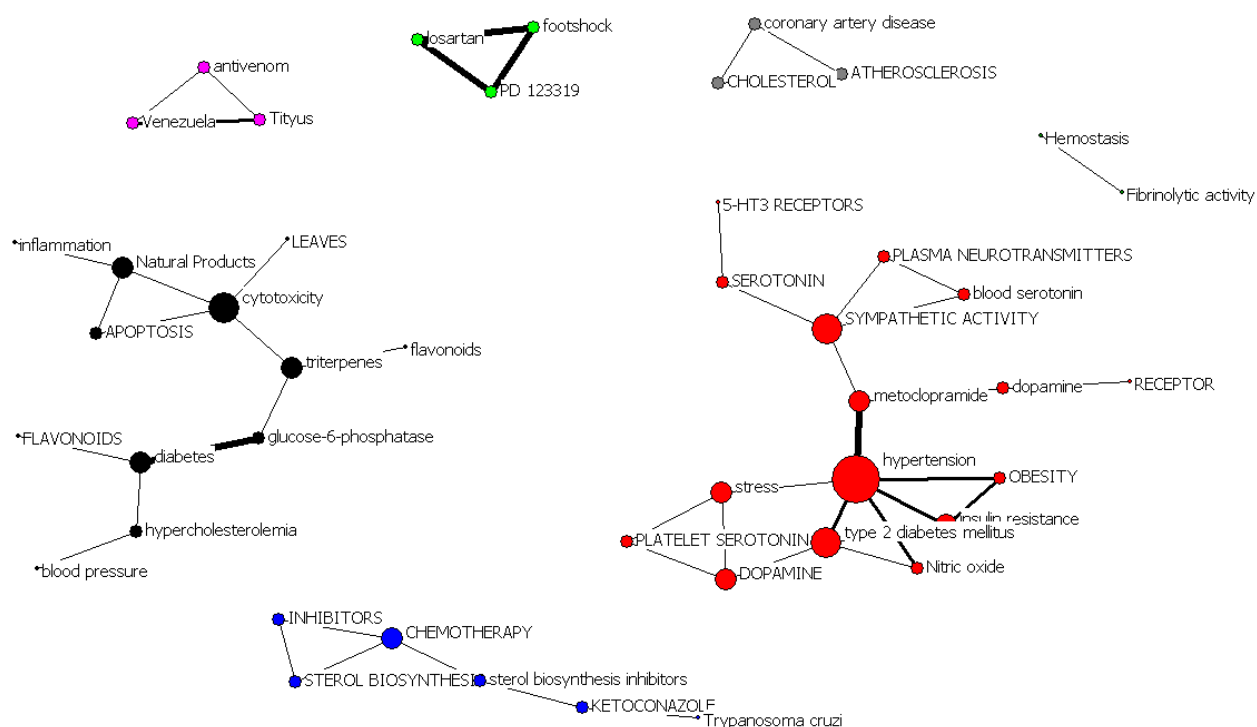 footshock
losartan
coronary artery disease
antivenom
ATHEROSCLEROSIS
CHOLESTEROL
PD 123319
Venezuela
Tityus
Hemostasis
Fibrinolytic activity
5-HT3 RECEPTORS
inflammation
LEAVES
Natural Products
PLASMA NEUROTRANSMITTERS
SEROTONIN
blood serotonin
cytotoxicity
SYMPATHETIC ACTIVITY
APOPTOSIS
flavonoids
triterpenes
RECEPTOR
dopamine
metoclopramide
FLAVONOIDS
glucose-6-phosphatase
diabetes
hypertension
OBESITY
stress
insulin resistance
hypercholesterolemia
type 2 diabetes mellitus
PLATELET SEROTONIN
blood pressure
DOPAMINE
Nitric oxide
INHIBITORS
CHEMOTHERAPY
STEROL BIOSYNTHESIS
sterol biosynthesis inhibitors
KETOCONAZOLE
Trypanosoma cruzi